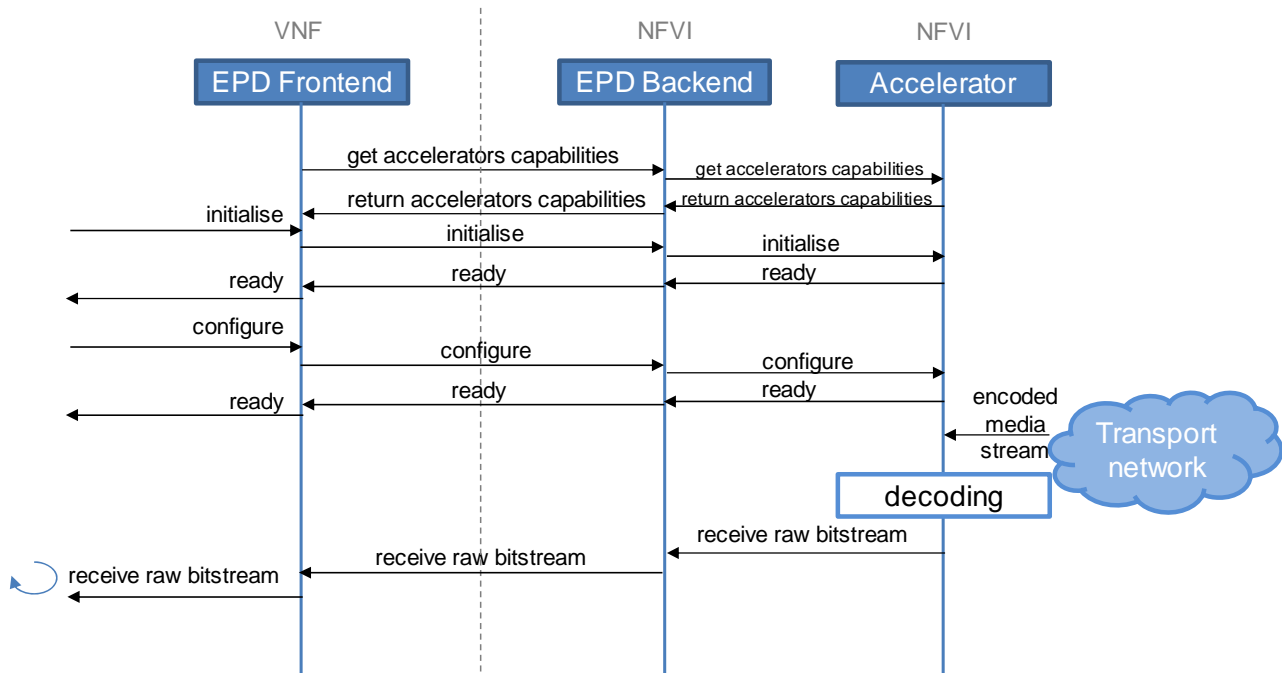 VNF
NFVI
NFVI
EPD Frontend
EPD Backend
Accelerator
get accelerators capabilities
get accelerators capabilities
return accelerators capabilities
return accelerators capabilities
initialise
initialise
initialise
ready
ready
ready
configure
configure
configure
ready
ready
ready
encoded
media
stream
Transport
network
decoding
receive raw bitstream
receive raw bitstream
receive raw bitstream